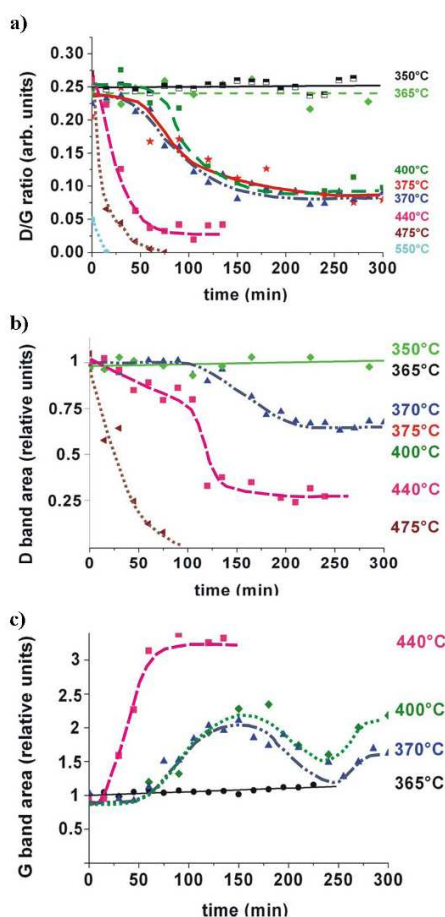 a)
D/G ratio (arb. units)
0.30
0.25
0.20
0.15
0.10
0.05
0.00
350°C
365°C
400°C
375°C
370°C
440°C
475°C
550°C
0 50 100 150 200 250 300
time (min)
b)
D band area (relative units)
1
0.75
0.5
0.25
350°C
365°C
370°C
375°C
400°C
440°C
475°C
0 50 100 150 200 250 300
time (min)
c)
G band area (relative units)
3
2.5
2
1.5
1
0.5
440°C
400°C
370°C
365°C
0 50 100 150 200 250 300
time (min)